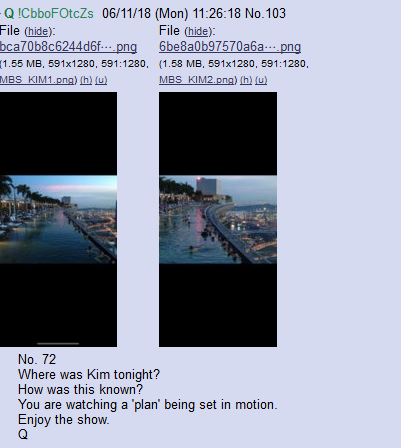 Q !CbboFOtcZs 06/11/18 (Mon) 11:26:18 No.103
File (hide): File (hide):
bca70b8c6244d6f···.png 6be8a0b97570a6a···.png
(1.55 MB, 591x1280, 591:1280, (1.58 MB, 591x1280, 591:1280,
MBS_KIM1.png) (h) (u) MBS_KIM2.png) (h) (u)
No. 72
Where was Kim tonight?
How was this known?
You are watching a 'plan' being set in motion.
Enjoy the show.
Q